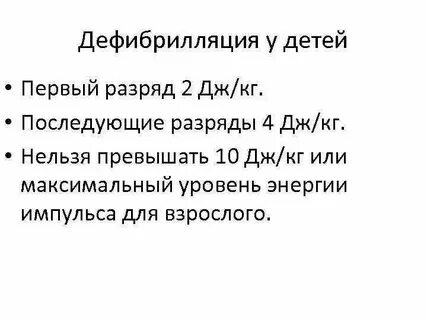 Дефибрилляция у детей
• Первый разряд 2 Дж/кг.
• Последующие разряды 4 Дж/кг.
• Нельзя превышать 10 Дж/кг или
максимальный уровень энергии
импульса для взрослого.